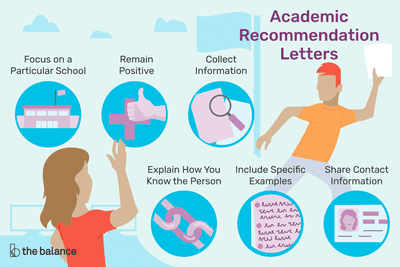 Academic
Recommendation
Letters
Focus on a
Particular School
Remain
Positive
Collect
Information
Explain How You
Know the Person
Include Specific
Examples
Share Contact
Information
the balance